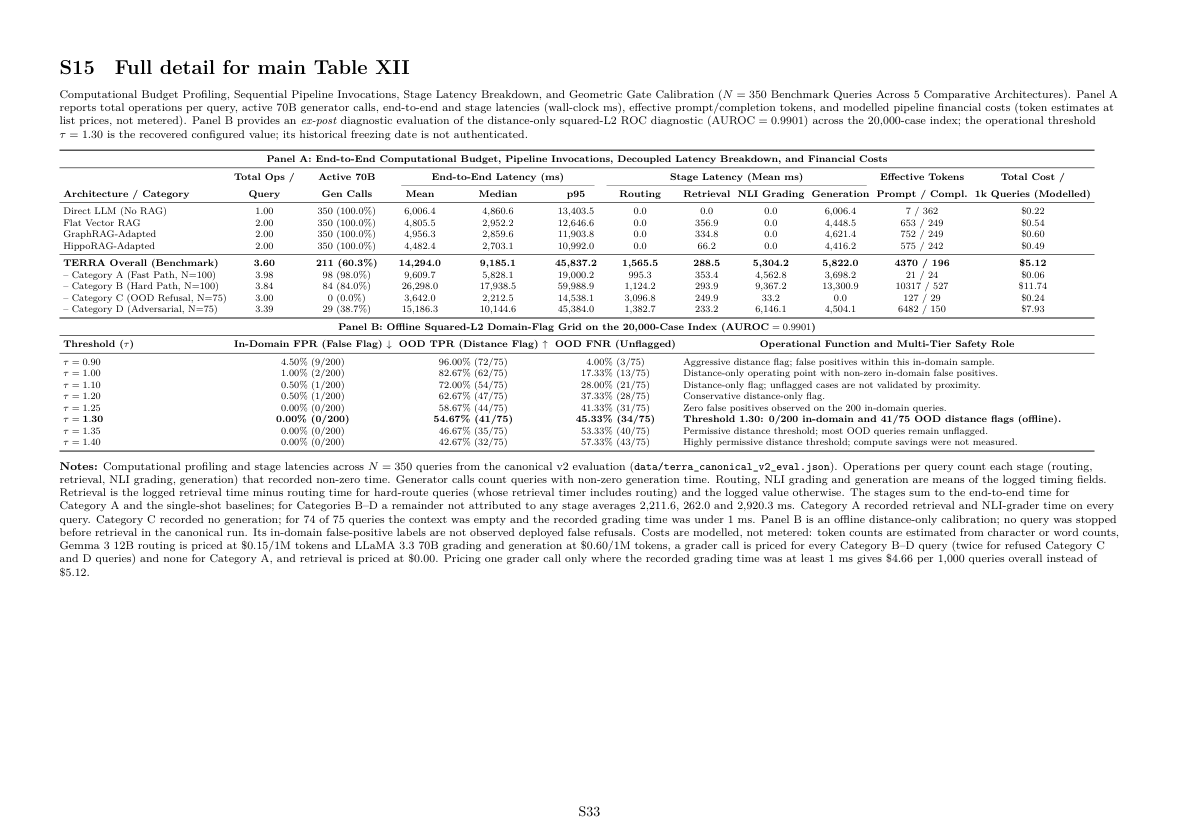 S15 Full detail for main Table XII
Computational Budget Profiling, Sequential Pipeline Invocations, Stage Latency Breakdown, and Geometric Gate Calibration (N = 350 Benchmark Queries Across 5 Comparative Architectures). Panel A
reports total operations per query, active 70B generator calls, end-to-end and stage latencies (wall-clock ms), effective prompt/completion tokens, and modelled pipeline financial costs (token estimates at
list prices, not metered). Panel B provides an ex-post diagnostic evaluation of the distance-only squared-L2 ROC diagnostic (AUROC = 0.9901) across the 20,000-case index; the operational threshold
τ = 1.30 is the recovered configured value; its historical freezing date is not authenticated.
Panel A: End-to-End Computational Budget, Pipeline Invocations, Decoupled Latency Breakdown, and Financial Costs
Total Ops / Active 70B End-to-End Latency (ms) Stage Latency (Mean ms) Effective Tokens Total Cost /
Architecture / Category Query Gen Calls Mean Median p95 Routing Retrieval NLI Grading Generation Prompt / Compl. 1k Queries (Modelled)
Direct LLM (No RAG) 1.00 350 (100.0%) 6,006.4 4,860.6 13,403.5 0.0 0.0 0.0 6,006.4 7 / 362 $0.22
Flat Vector RAG 2.00 350 (100.0%) 4,805.5 2,952.2 12,646.6 0.0 356.9 0.0 4,448.5 653 / 249 $0.54
GraphRAG-Adapted 2.00 350 (100.0%) 4,956.3 2,859.6 11,903.8 0.0 334.8 0.0 4,621.4 752 / 249 $0.60
HippoRAG-Adapted 2.00 350 (100.0%) 4,482.4 2,703.1 10,992.0 0.0 66.2 0.0 4,416.2 575 / 242 $0.49
TERRA Overall (Benchmark) 3.60 211 (60.3%) 14,294.0 9,185.1 45,837.2 1,565.5 288.5 5,304.2 5,822.0 4370 / 196 $5.12
– Category A (Fast Path, N=100) 3.98 98 (98.0%) 9,609.7 5,828.1 19,000.2 995.3 353.4 4,562.8 3,698.2 21 / 24 $0.06
– Category B (Hard Path, N=100) 3.84 84 (84.0%) 26,298.0 17,938.5 59,988.9 1,124.2 293.9 9,367.2 13,300.9 10317 / 527 $11.74
– Category C (OOD Refusal, N=75) 3.00 0 (0.0%) 3,642.0 2,212.5 14,538.1 3,096.8 249.9 33.2 0.0 127 / 29 $0.24
– Category D (Adversarial, N=75) 3.39 29 (38.7%) 15,186.3 10,144.6 45,384.0 1,382.7 233.2 6,146.1 4,504.1 6482 / 150 $7.93
Panel B: Offline Squared-L2 Domain-Flag Grid on the 20,000-Case Index (AUROC = 0.9901)
Threshold (τ) In-Domain FPR (False Flag) ↓ OOD TPR (Distance Flag) ↑ OOD FNR (Unflagged) Operational Function and Multi-Tier Safety Role
τ = 0.90 4.50% (9/200) 96.00% (72/75) 4.00% (3/75) Aggressive distance flag; false positives within this in-domain sample.
τ = 1.00 1.00% (2/200) 82.67% (62/75) 17.33% (13/75) Distance-only operating point with non-zero in-domain false positives.
τ = 1.10 0.50% (1/200) 72.00% (54/75) 28.00% (21/75) Distance-only flag; unflagged cases are not validated by proximity.
τ = 1.20 0.50% (1/200) 62.67% (47/75) 37.33% (28/75) Conservative distance-only flag.
τ = 1.25 0.00% (0/200) 58.67% (44/75) 41.33% (31/75) Zero false positives observed on the 200 in-domain queries.
τ = 1.30 0.00% (0/200) 54.67% (41/75) 45.33% (34/75) Threshold 1.30: 0/200 in-domain and 41/75 OOD distance flags (offline).
τ = 1.35 0.00% (0/200) 46.67% (35/75) 53.33% (40/75) Permissive distance threshold; most OOD queries remain unflagged.
τ = 1.40 0.00% (0/200) 42.67% (32/75) 57.33% (43/75) Highly permissive distance threshold; compute savings were not measured.
Notes: Computational profiling and stage latencies across N = 350 queries from the canonical v2 evaluation (data/terra_canonical_v2_eval.json). Operations per query count each stage (routing,
retrieval, NLI grading, generation) that recorded non-zero time. Generator calls count queries with non-zero generation time. Routing, NLI grading and generation are means of the logged timing fields.
Retrieval is the logged retrieval time minus routing time for hard-route queries (whose retrieval timer includes routing) and the logged value otherwise. The stages sum to the end-to-end time for
Category A and the single-shot baselines; for Categories B–D a remainder not attributed to any stage averages 2,211.6, 262.0 and 2,920.3 ms. Category A recorded retrieval and NLI-grader time on every
query. Category C recorded no generation; for 74 of 75 queries the context was empty and the recorded grading time was under 1 ms. Panel B is an offline distance-only calibration; no query was stopped
before retrieval in the canonical run. Its in-domain false-positive labels are not observed deployed false refusals. Costs are modelled, not metered: token counts are estimated from character or word counts,
Gemma 3 12B routing is priced at $0.15/1M tokens and LLaMA 3.3 70B grading and generation at $0.60/1M tokens, a grader call is priced for every Category B–D query (twice for refused Category C
and D queries) and none for Category A, and retrieval is priced at $0.00. Pricing one grader call only where the recorded grading time was at least 1 ms gives $4.66 per 1,000 queries overall instead of
$5.12.
S33